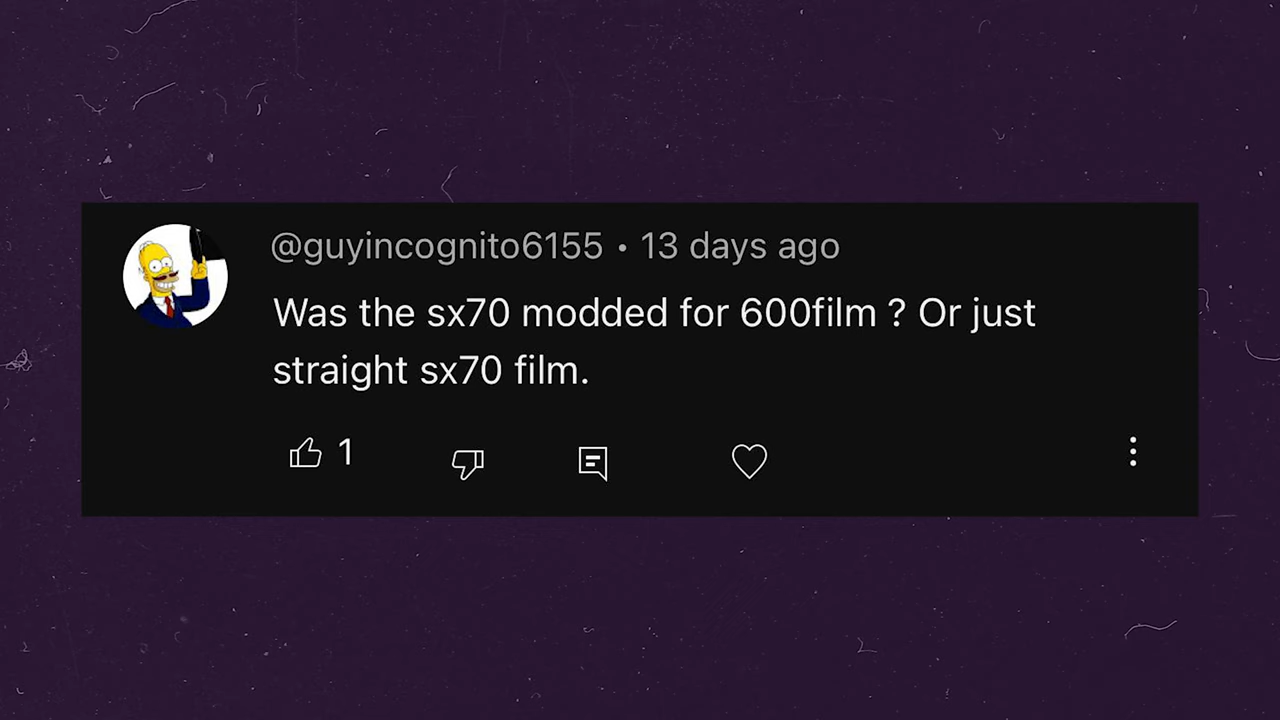 @guyincognito6155 • 13 days ago
Was the sx70 modded for 600film ? Or just
straight sx70 film.
1